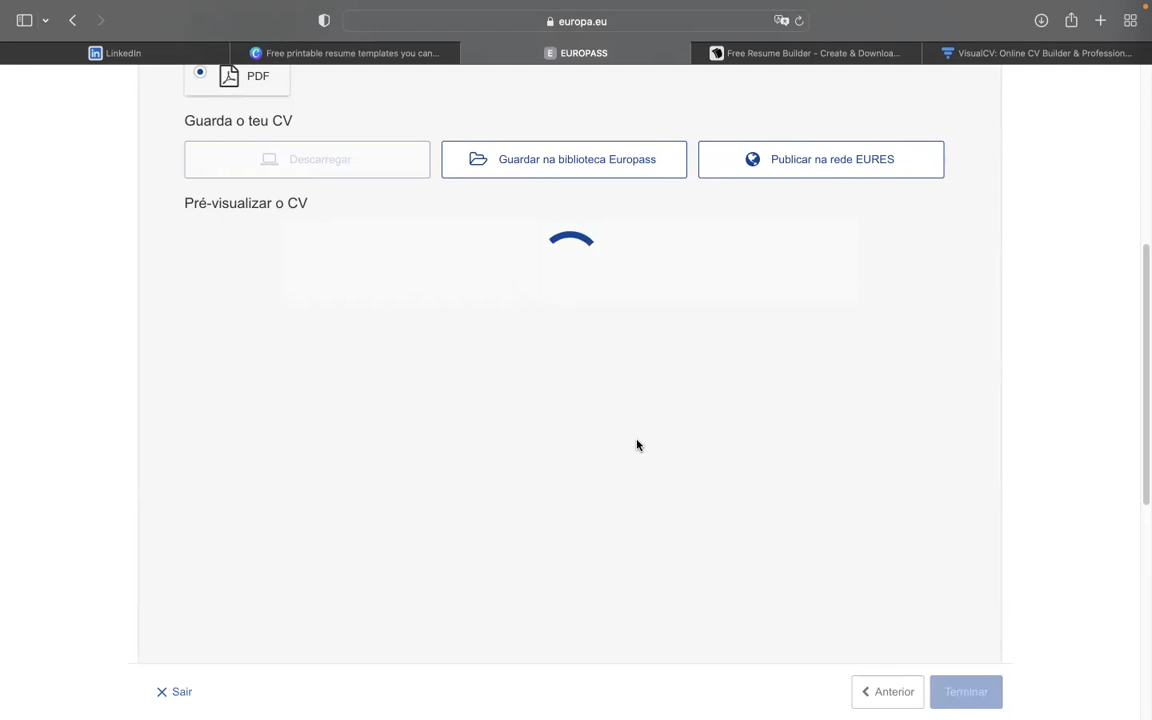 europa.eu
LinkedIn
Free printable resume templates you can...
E EUROPASS
Free Resume Builder - Create & Downloa...
VisualCV: Online CV Builder & Profession...
PDF
Guarda o teu CV
Descarregar
Guardar na biblioteca Europass
Publicar na rede EURES
Pré-visualizar o CV
Sair
Anterior
Terminar